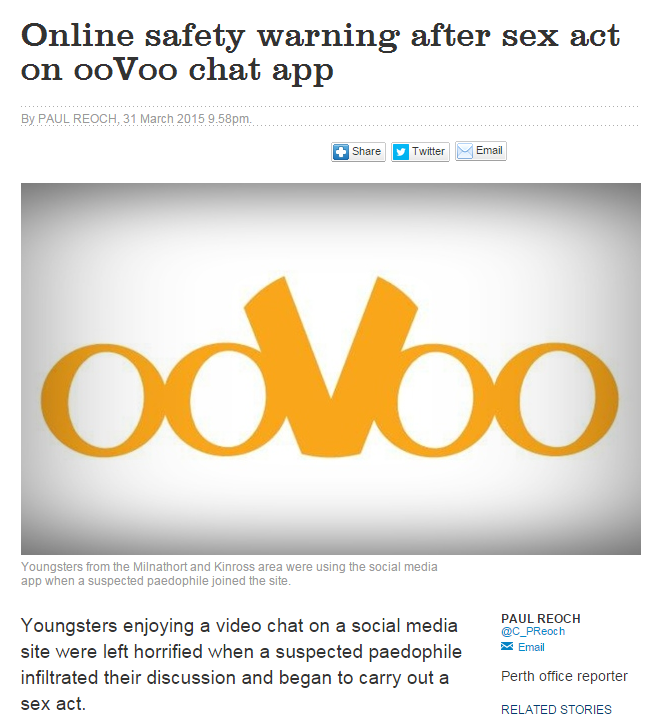 Online safety warning after sex act
on ooVoo chat app
By PAUL REOCH, 31 March 2015 9.58pm.
Share Twitter Email
ooVoo
Youngsters from the Milnathort and Kinross area were using the social media
app when a suspected paedophile joined the site.
Youngsters enjoying a video chat on a social media
site were left horrified when a suspected paedophile
infiltrated their discussion and began to carry out a
sex act.
PAUL REOCH
@C_PReoch
Email
Perth office reporter
RELATED STORIES